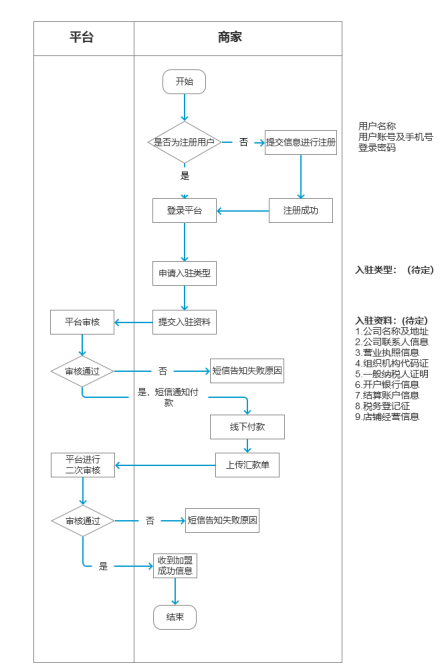 平台
商家
开始
是否为注册用户
否
提交信息进行注册
用户名称
用户账号及手机号
登录密码
是
登录平台
注册成功
申请入驻类型
入驻类型：（待定）
平台审核
提交入驻资料
入驻资料：(待定)
1.公司名称及地址
2.公司联系人信息
3.营业执照信息
4.组织机构代码证
5.一般纳税人证明
6.开户银行信息
7.结算账户信息
8.税务登记证
9.店铺经营信息
审核通过
否
短信告知失败原因
是，短信通知付
款
线下付款
平台进行
二次审核
上传汇款单
审核通过
否
短信告知失败原因
是
收到加盟
成功信息
结束